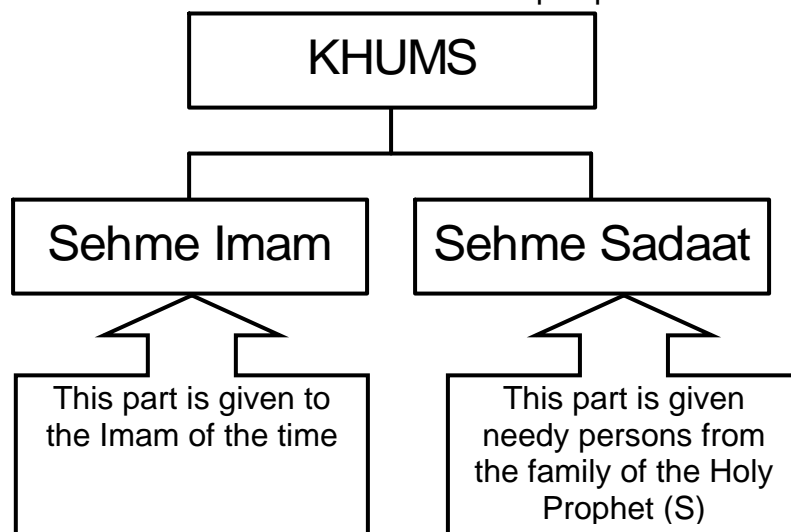 KHUMS
Sehme Imam
Sehme Sadaat
This part is given to
the Imam of the time
This part is given
needy persons from
the family of the Holy
Prophet (S)